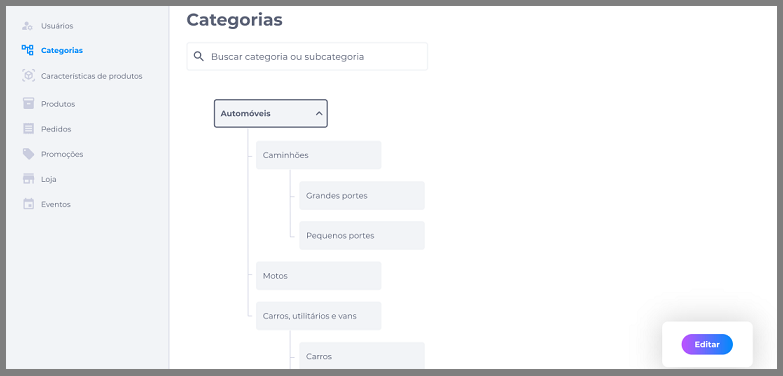 Usuários
Categorias
Características de produtos
Produtos
Pedidos
Promoções
Loja
Eventos
Categorias
Buscar categoria ou subcategoria
Automóveis
Caminhões
Grandes portes
Pequenos portes
Motos
Carros, utilitários e vans
Carros
Editar